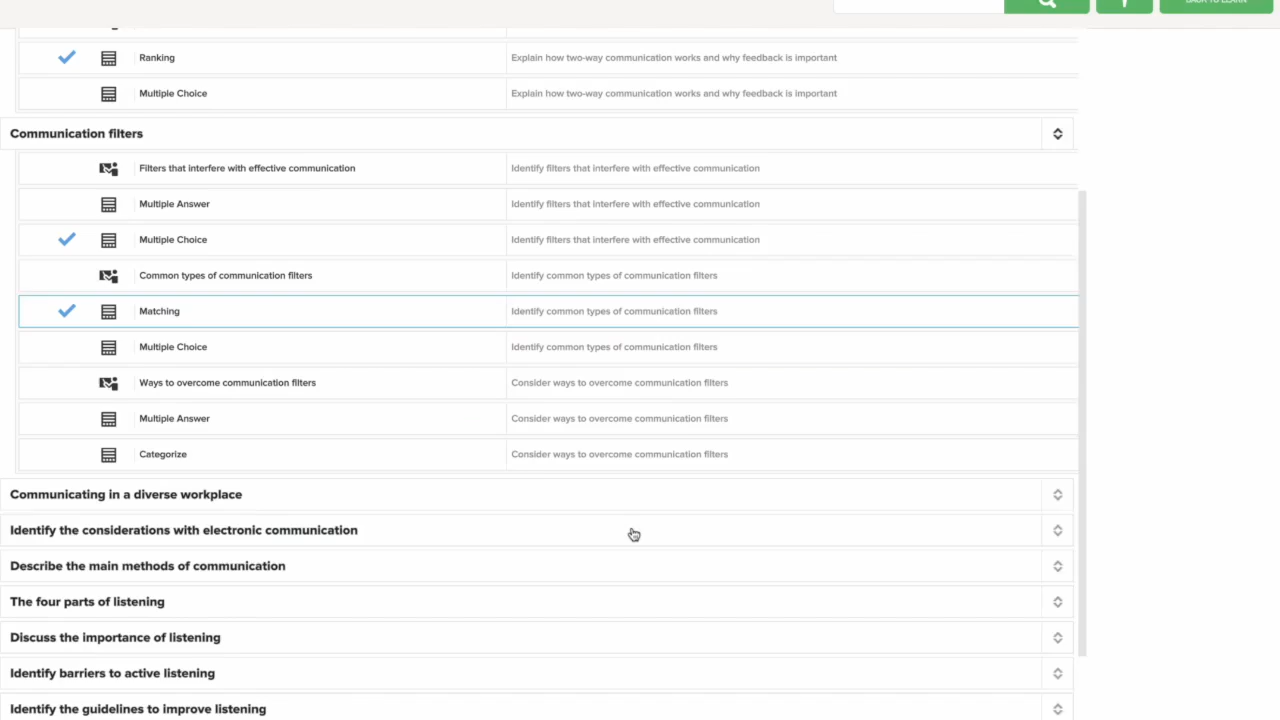 BACK TO LEARN
Ranking Explain how two-way communication works and why feedback is important
Multiple Choice Explain how two-way communication works and why feedback is important
Communication filters
Filters that interfere with effective communication Identify filters that interfere with effective communication
Multiple Answer Identify filters that interfere with effective communication
Multiple Choice Identify filters that interfere with effective communication
Common types of communication filters Identify common types of communication filters
Matching Identify common types of communication filters
Multiple Choice Identify common types of communication filters
Ways to overcome communication filters Consider ways to overcome communication filters
Multiple Answer Consider ways to overcome communication filters
Categorize Consider ways to overcome communication filters
Communicating in a diverse workplace
Identify the considerations with electronic communication
Describe the main methods of communication
The four parts of listening
Discuss the importance of listening
Identify barriers to active listening
Identify the guidelines to improve listening